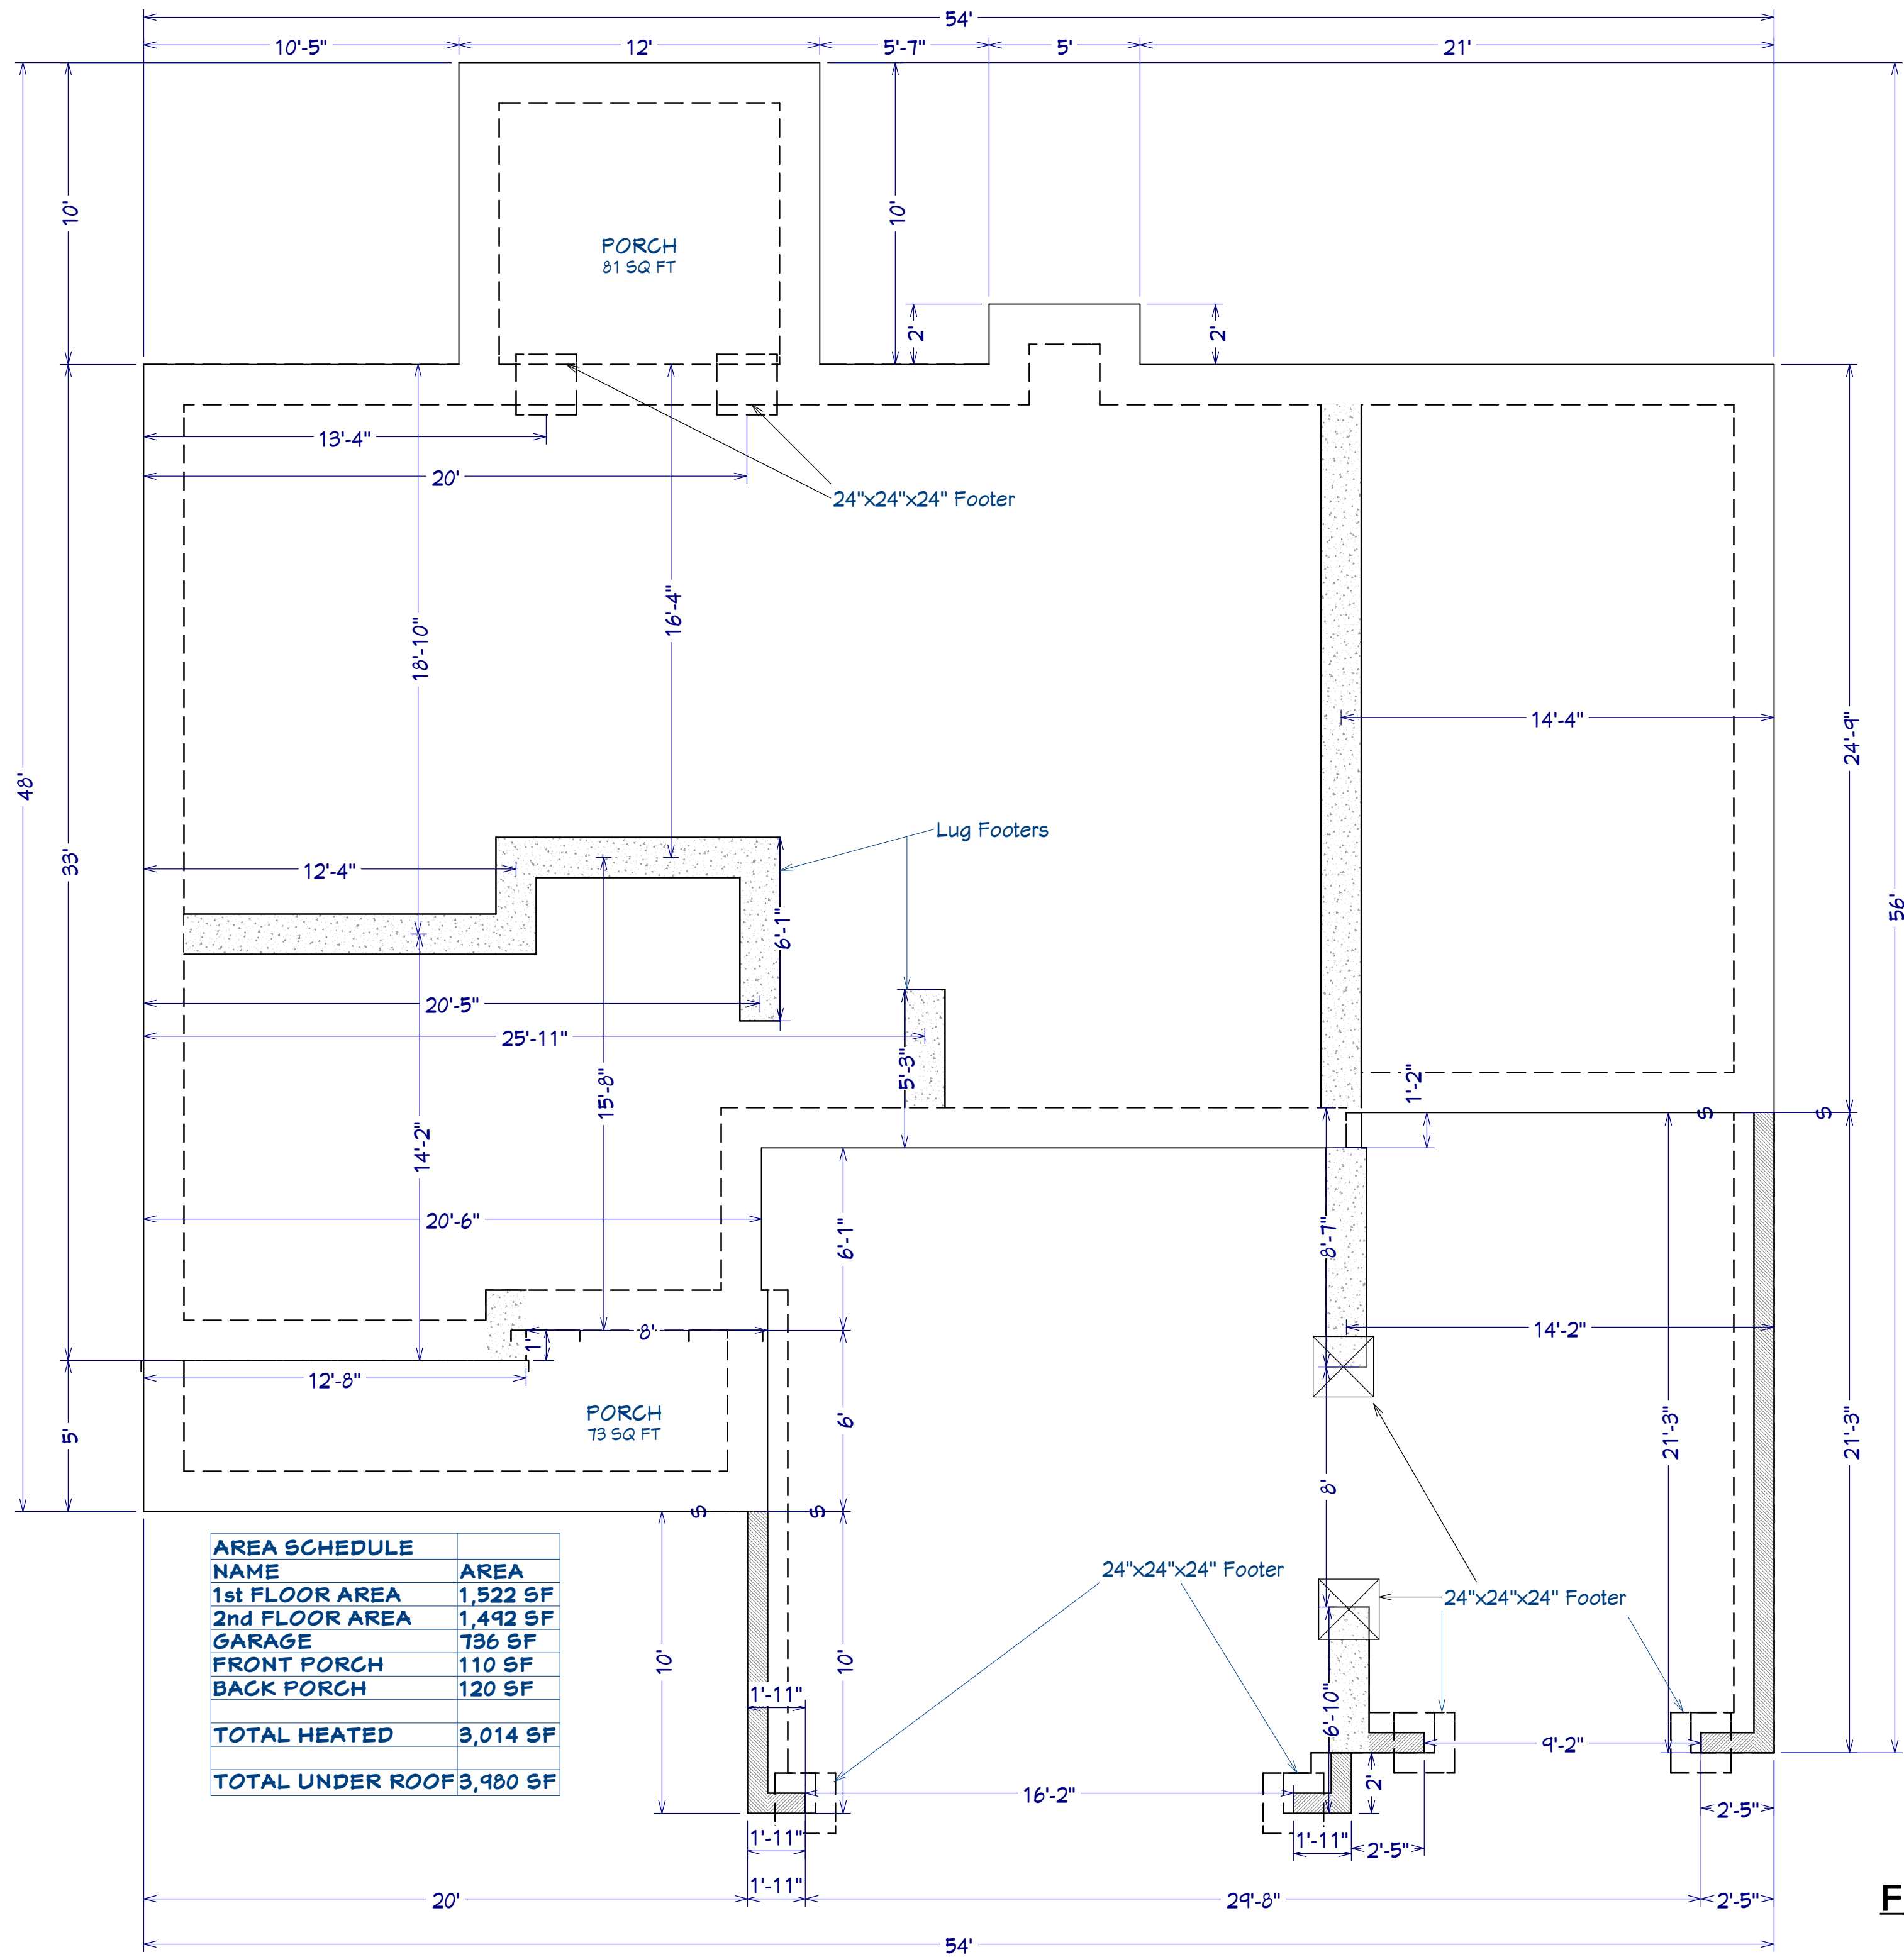 54'
10'-5" 12' 5'-7" 5' 21'
10'
10'
48'
56'
PORCH
81 SQ FT
2' 2'
13'-4"
20'
24"x24"x24" Footer
16'-4"
18'-10"
14'-4"
24'-9"
33'
Lug Footers
12'-4"
6'-1"
20'-5"
25'-11"
5'-3"
15'-8"
1'-2"
S S
14'-2"
20'-6"
6'-1"
8'-7"
8'
1'
14'-2"
12'-8"
PORCH
73 SQ FT
6'
5'
21'-3"
21'-3"
8'
S S
AREA SCHEDULE
NAME AREA
1st FLOOR AREA 1,522 SF
2nd FLOOR AREA 1,492 SF
GARAGE 736 SF
FRONT PORCH 110 SF
BACK PORCH 120 SF
TOTAL HEATED 3,014 SF
TOTAL UNDER ROOF 3,980 SF
24"x24"x24" Footer
24"x24"x24" Footer
10'
10'
1'-11"
6'-10"
9'-2"
16'-2"
2'
2'-5"
1'-11"
1'-11"
2'-5"
1'-11"
20'
29'-8"
2'-5"
F
54'